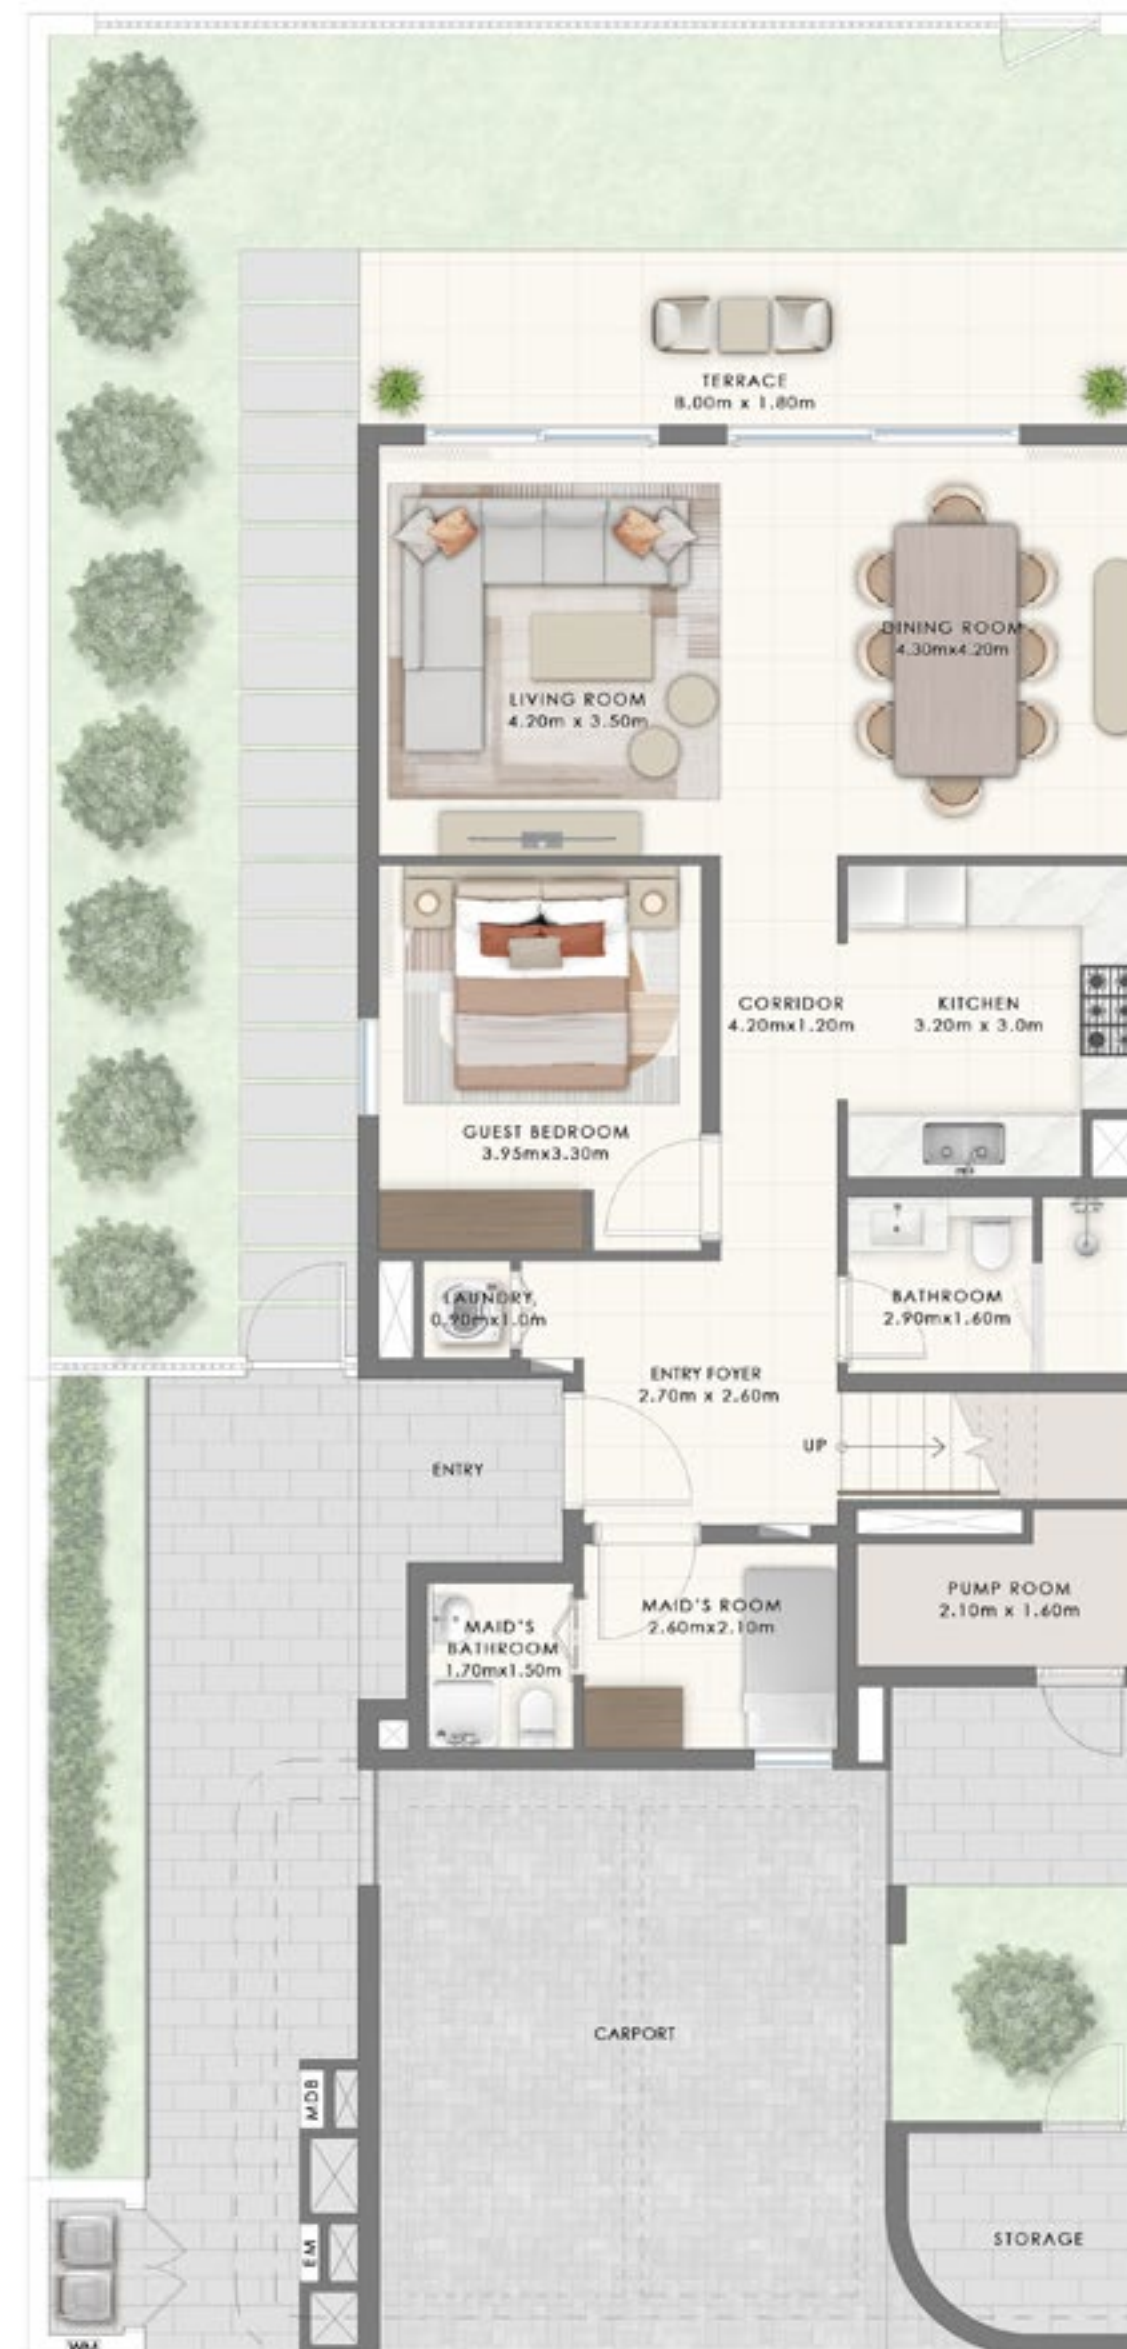 TERRACE
8.00m x 1.80m
DINING ROOM
4.30mx4.20m
LIVING ROOM
4.20m x 3.50m
CORRIDOR
4.20mx1.20m
KITCHEN
3.20m x 3.0m
GUEST BEDROOM
3.95mx3.30m
LAUNDRY
0.90mx1.0m
BATHROOM
2.90mx1.60m
ENTRY FOYER
2.70m x 2.60m
UP
ENTRY
PUMP ROOM
2.10m x 1.60m
MAID'S ROOM
2.60mx2.10m
MAID'S
BATHROOM
1.70mx1.50m
CARPORT
MDB
EM
STORAGE
WM